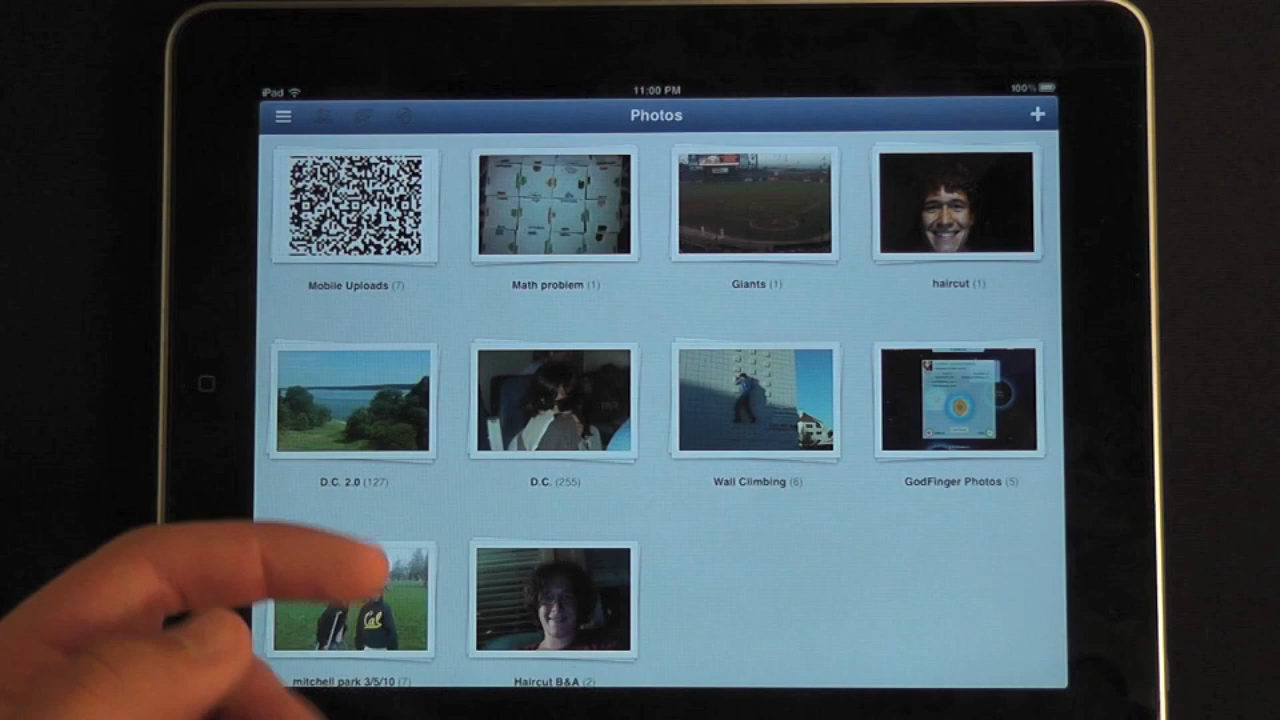 iPad 11:00 PM 100%
Photos
Mobile Uploads (7) Math problem (1) Giants (1) haircut (1)
D.C. 2.0 (127) D.C. (255) Wall Climbing (6) GodFinger Photos (5)
Cal
mitchell park 3/5/10 (7) Haircut B&A (2)